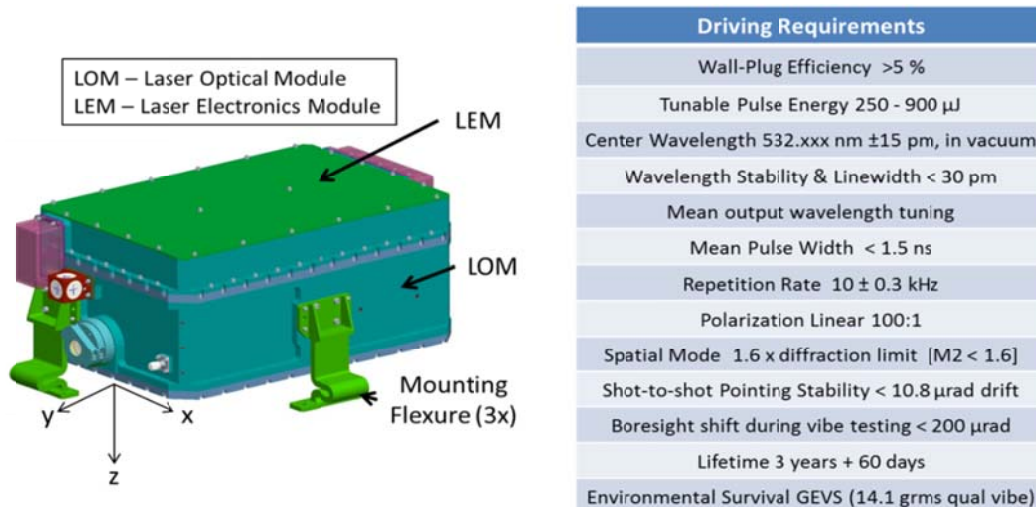 LOM – Laser Optical Module
LEM – Laser Electronics Module
LEM
LOM
Mounting
Flexure (3x)
y
x
z
Driving Requirements
Wall-Plug Efficiency >5 %
Tunable Pulse Energy 250 - 900 µJ
Center Wavelength 532.xxx nm ±15 pm, in vacuum
Wavelength Stability & Linewidth < 30 pm
Mean output wavelength tuning
Mean Pulse Width < 1.5 ns
Repetition Rate 10 ± 0.3 kHz
Polarization Linear 100:1
Spatial Mode 1.6 x diffraction limit [M2 < 1.6]
Shot-to-shot Pointing Stability < 10.8 µrad drift
Boresight shift during vibe testing < 200 µrad
Lifetime 3 years + 60 days
Environmental Survival GEVS (14.1 grms qual vibe)